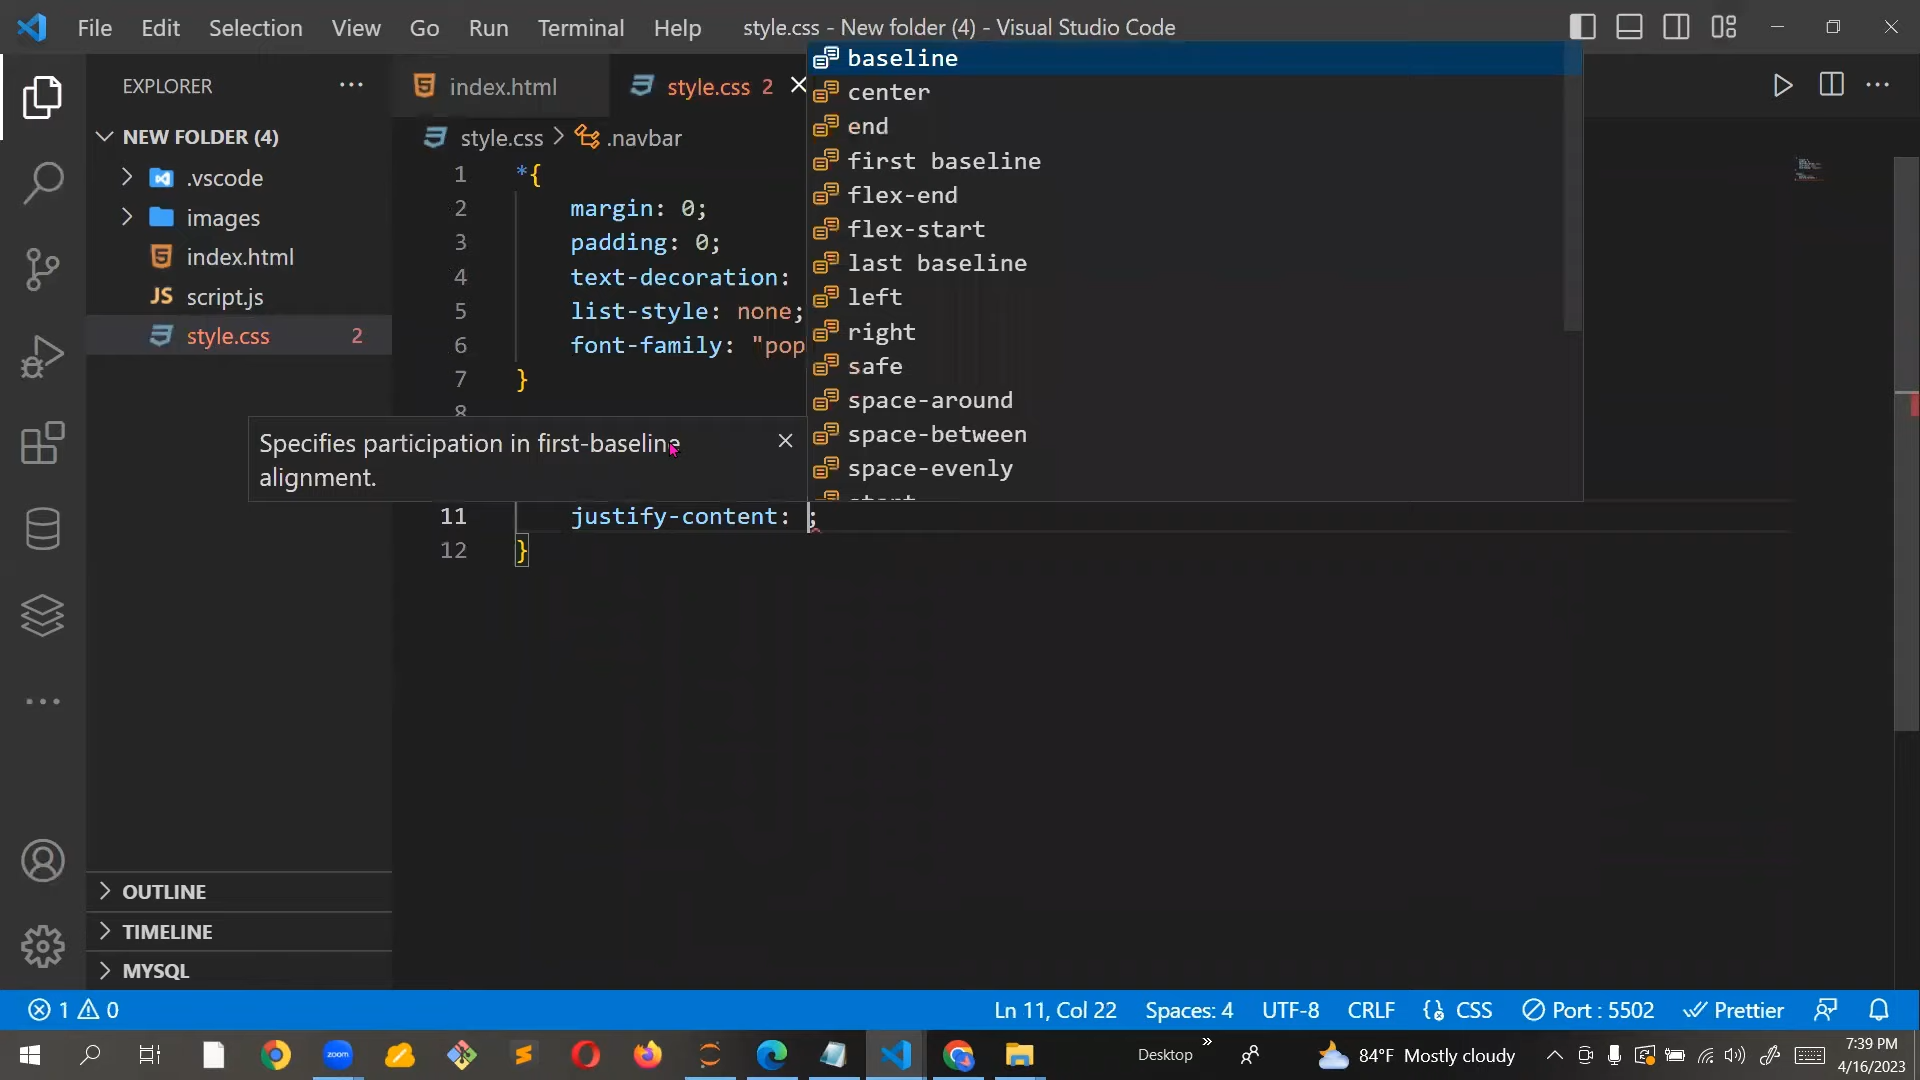 File Edit Selection View Go Run Terminal Help style.css - New folder (4) - Visual Studio Code
EXPLORER
NEW FOLDER (4)
.vscode
images
index.html
JS script.js
style.css 2
OUTLINE
TIMELINE
MYSQL
index.html style.css 2
style.css > .navbar
1 *{
2 margin: 0;
3 padding: 0;
4 text-decoration:
5 list-style: none;
6 font-family: "pop
7 }
8
11 justify-content: ;
12 }
Specifies participation in first-baseline
alignment.
baseline
center
end
first baseline
flex-end
flex-start
last baseline
left
right
safe
space-around
space-between
space-evenly
start
1 0 Ln 11, Col 22 Spaces: 4 UTF-8 CRLF {} CSS Port : 5502 Prettier
zoom Desktop 84°F Mostly cloudy
7:39 PM
4/16/2023